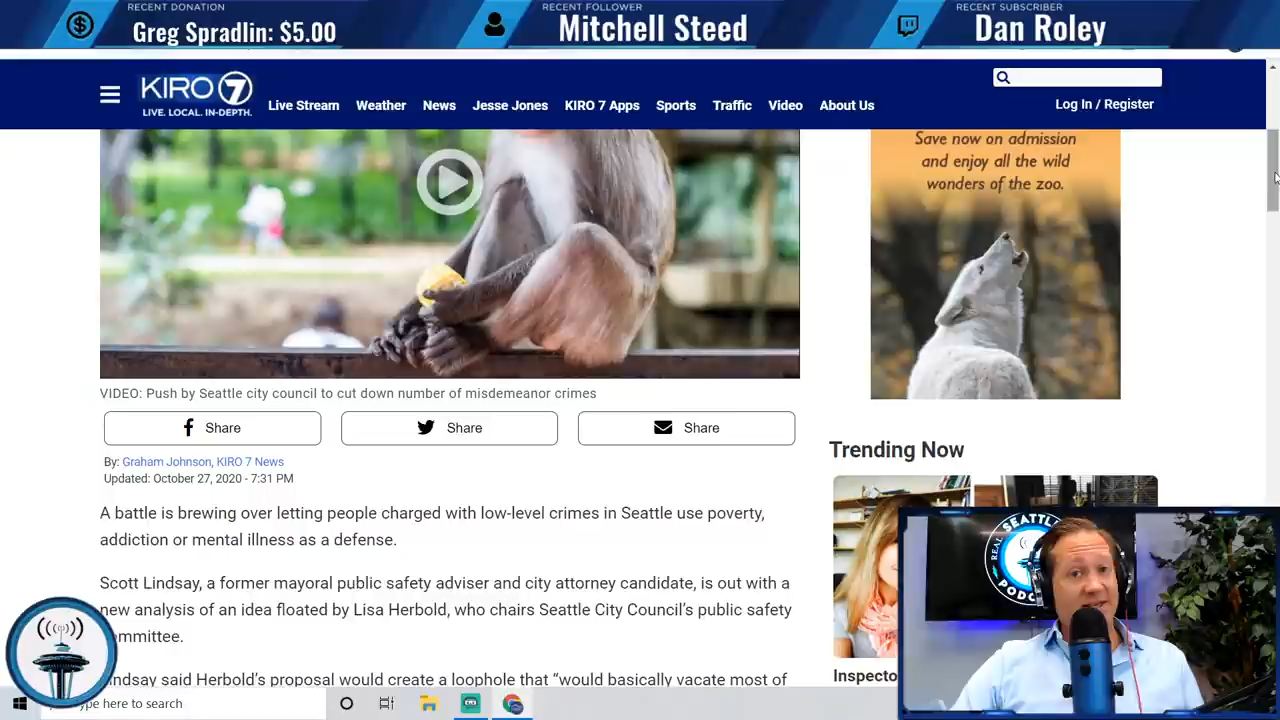 RECENT DONATION
Greg Spradlin: $5.00
RECENT FOLLOWER
Mitchell Steed
RECENT SUBSCRIBER
Dan Roley
KIRO 7
LIVE. LOCAL. IN-DEPTH.
Live Stream Weather News Jesse Jones KIRO 7 Apps Sports Traffic Video About Us
Log In / Register
Save now on admission
and enjoy all the wild
wonders of the zoo.
VIDEO: Push by Seattle city council to cut down number of misdemeanor crimes
Share Share Share
By: Graham Johnson, KIRO 7 News
Updated: October 27, 2020 - 7:31 PM
A battle is brewing over letting people charged with low-level crimes in Seattle use poverty,
addiction or mental illness as a defense.
Scott Lindsay, a former mayoral public safety adviser and city attorney candidate, is out with a
new analysis of an idea floated by Lisa Herbold, who chairs Seattle City Council's public safety
ommittee.
indsay said Herbold's proposal would create a loophole that “would basically vacate most of
Trending Now
Inspecto
REAL SEATTL
PODC
ype here to search